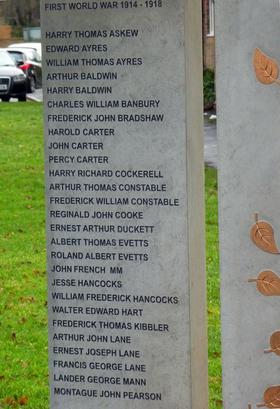 FIRST WORLD WAR 1914 - 1918
HARRY THOMAS ASKEW
EDWARD AYRES
WILLIAM THOMAS AYRES
ARTHUR BALDWIN
HARRY BALDWIN
CHARLES WILLIAM BANBURY
FREDERICK JOHN BRADSHAW
HAROLD CARTER
JOHN CARTER
PERCY CARTER
HARRY RICHARD COCKERELL
ARTHUR THOMAS CONSTABLE
FREDERICK WILLIAM CONSTABLE
REGINALD JOHN COOKE
ERNEST ARTHUR DUCKETT
ALBERT THOMAS EVETTS
ROLAND ALBERT EVETTS
JOHN FRENCH MM
JESSE HANCOCKS
WILLIAM FREDERICK HANCOCKS
WALTER EDWARD HART
FREDERICK THOMAS KIBBLER
ARTHUR JOHN LANE
ERNEST JOSEPH LANE
FRANCIS GEORGE LANE
LANDER GEORGE MANN
MONTAGUE JOHN PEARSON